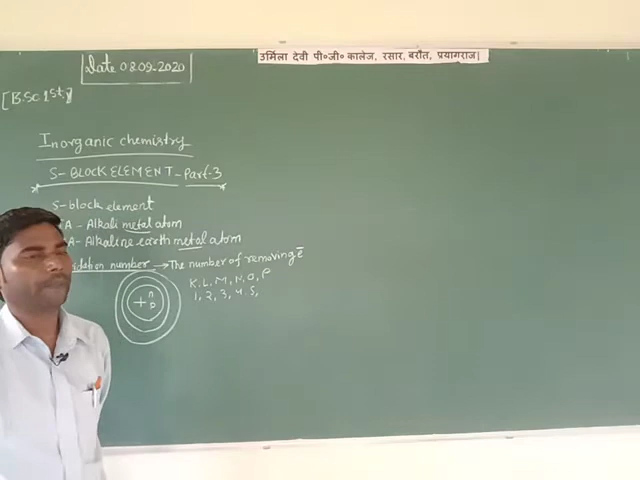 उर्मिला देवी पी०जी० कालेज, रसार, बरौत, प्रयागराज।
Date 08.09.2020
[B.Sc 1st,]
Inorganic chemistry
S-BLOCK ELEMENT-Part-3
S-block element
A - Alkali metal atom
A- Alkaline earth metal atom
dation number → The number of removing ē
K, L, M, N, O, P
1, 2, 3, 4, 5,
n
+ p